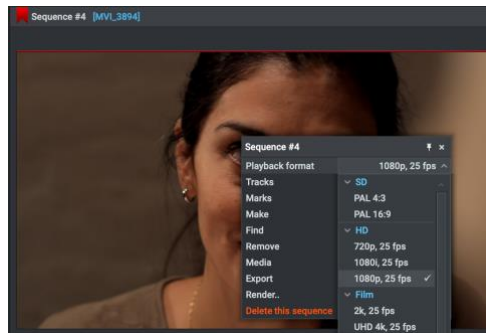 Sequence #4 [MVI_3894]
Sequence #4
Playback format 1080p, 25 fps
Tracks
SD
Marks
PAL 4:3
Make
PAL 16:9
Find
HD
Remove
720p, 25 fps
Media
1080i, 25 fps
Export
1080p, 25 fps
Render..
Film
Delete this sequence
2k, 25 fps
UHD 4k, 25 fps